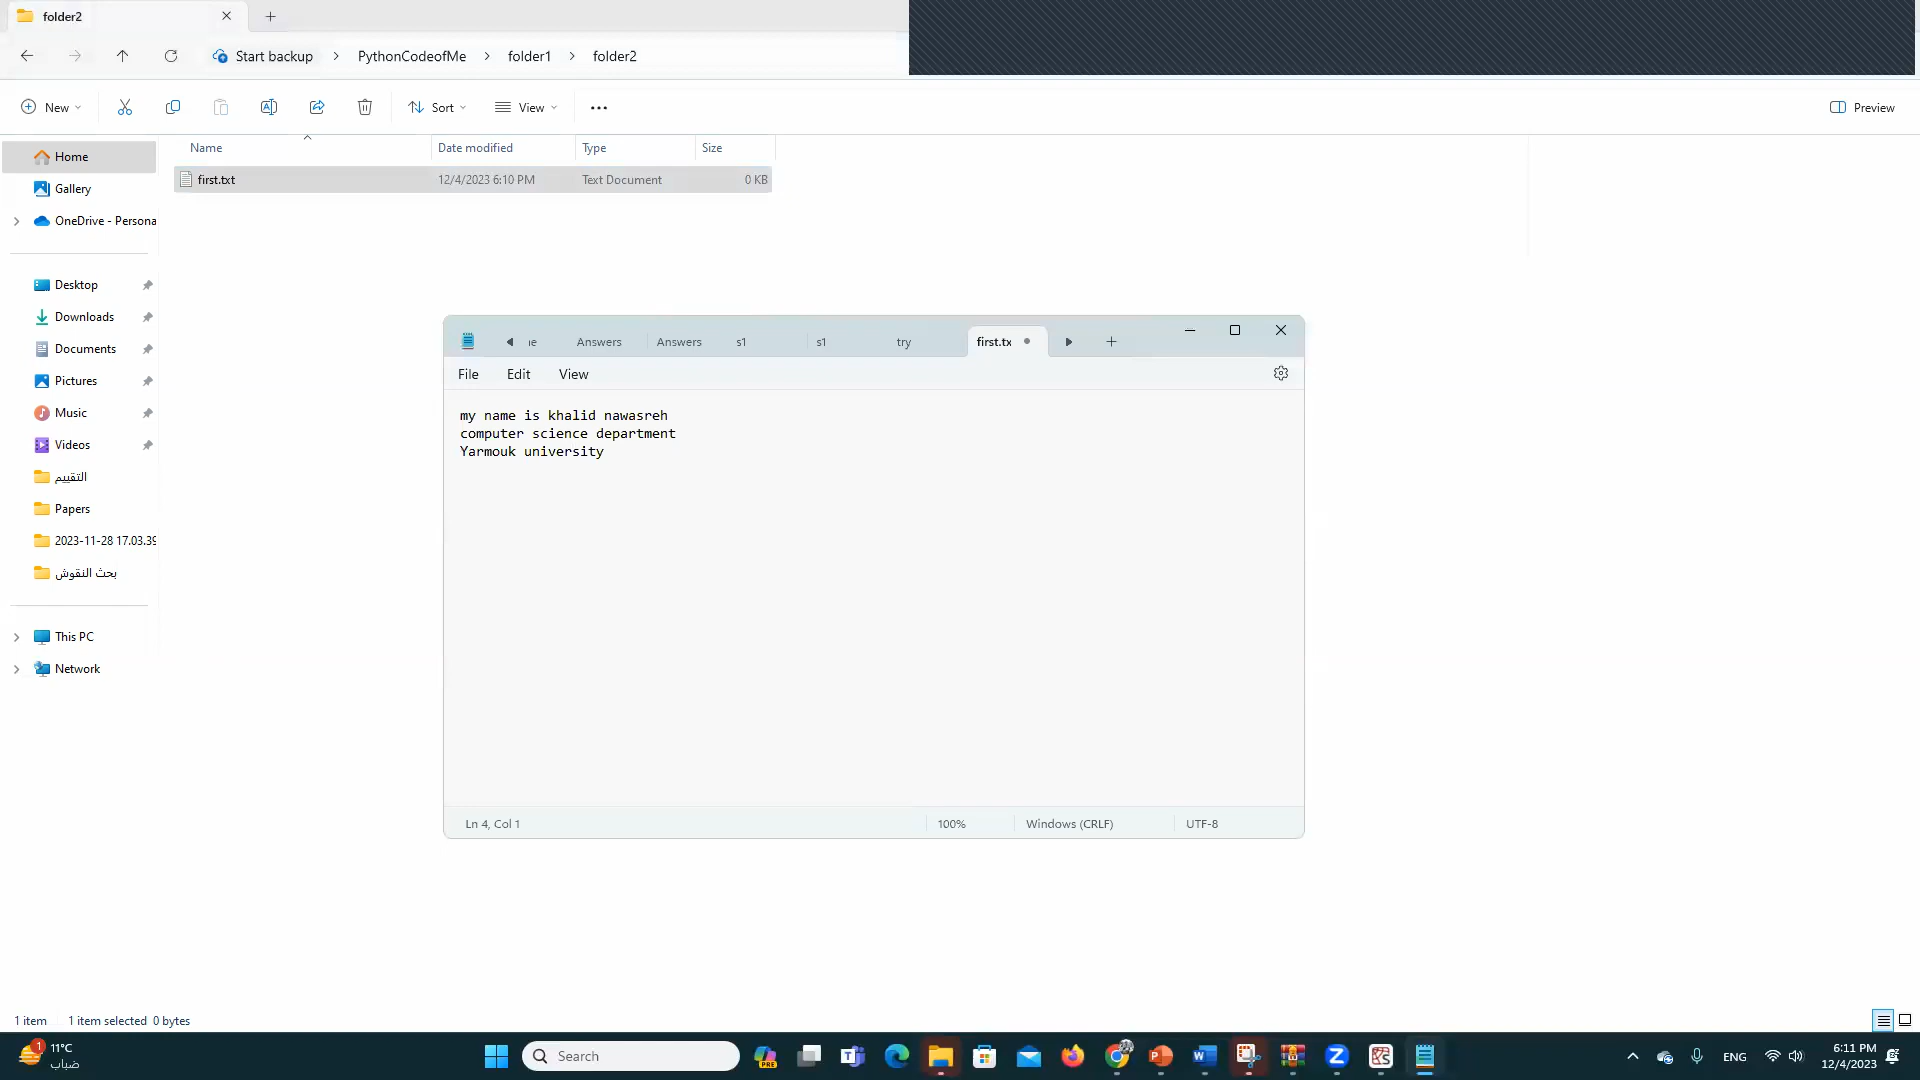 folder2
Start backup
PythonCodeofMe
folder1
folder2
New
Sort
View
Preview
Name
Date modified
Type
Size
first.txt
12/4/2023 6:10 PM
Text Document
0 KB
Home
Gallery
OneDrive - Persona
Desktop
Downloads
Documents
Pictures
Music
Videos
التقييم
Papers
2023-11-28 17.03.39
بحث النقوش
This PC
Network
ie
Answers
Answers
s1
s1
try
first.tx
File
Edit
View
my name is khalid nawasreh
computer science department
Yarmouk university
Ln 4, Col 1
100%
Windows (CRLF)
UTF-8
1 item
1 item selected 0 bytes
1
11°C
ضباب
Search
PRE
ENG
6:11 PM
12/4/2023